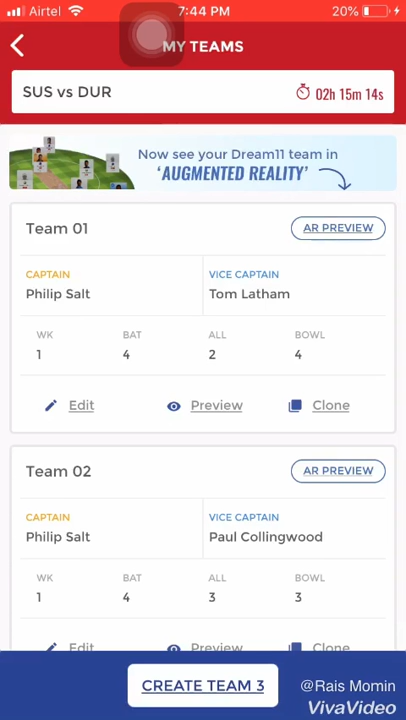 Airtel 7:44 PM 20%
MY TEAMS
SUS vs DUR 02h 15m 14s
Now see your Dream11 team in
'AUGMENTED REALITY'
Team 01 AR PREVIEW
CAPTAIN VICE CAPTAIN
Philip Salt Tom Latham
WK BAT ALL BOWL
1 4 2 4
Edit Preview Clone
Team 02 AR PREVIEW
CAPTAIN VICE CAPTAIN
Philip Salt Paul Collingwood
WK BAT ALL BOWL
1 4 3 3
Edit Preview Clone
CREATE TEAM 3 @Rais Momin
VivaVideo